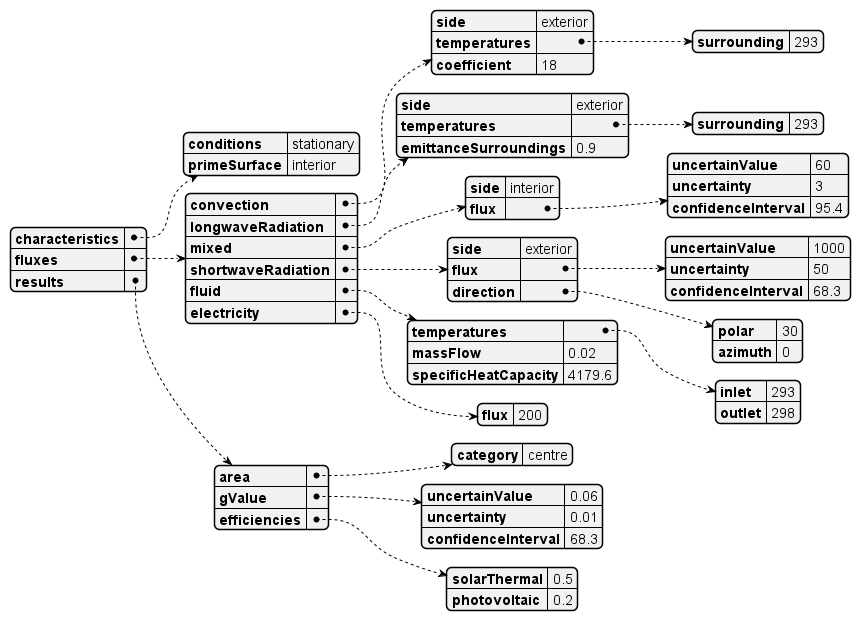 characteristics
fluxes
results
conditions stationary
primeSurface interior
convection
longwaveRadiation
mixed
shortwaveRadiation
fluid
electricity
side exterior
temperatures
coefficient 18
surrounding 293
side exterior
temperatures
emittanceSurroundings 0.9
surrounding 293
side interior
flux
uncertainValue 60
uncertainty 3
confidenceInterval 95.4
side exterior
flux
direction
uncertainValue 1000
uncertainty 50
confidenceInterval 68.3
polar 30
azimuth 0
temperatures
massFlow 0.02
specificHeatCapacity 4179.6
inlet 293
outlet 298
flux 200
area
gValue
efficiencies
category centre
uncertainValue 0.06
uncertainty 0.01
confidenceInterval 68.3
solarThermal 0.5
photovoltaic 0.2